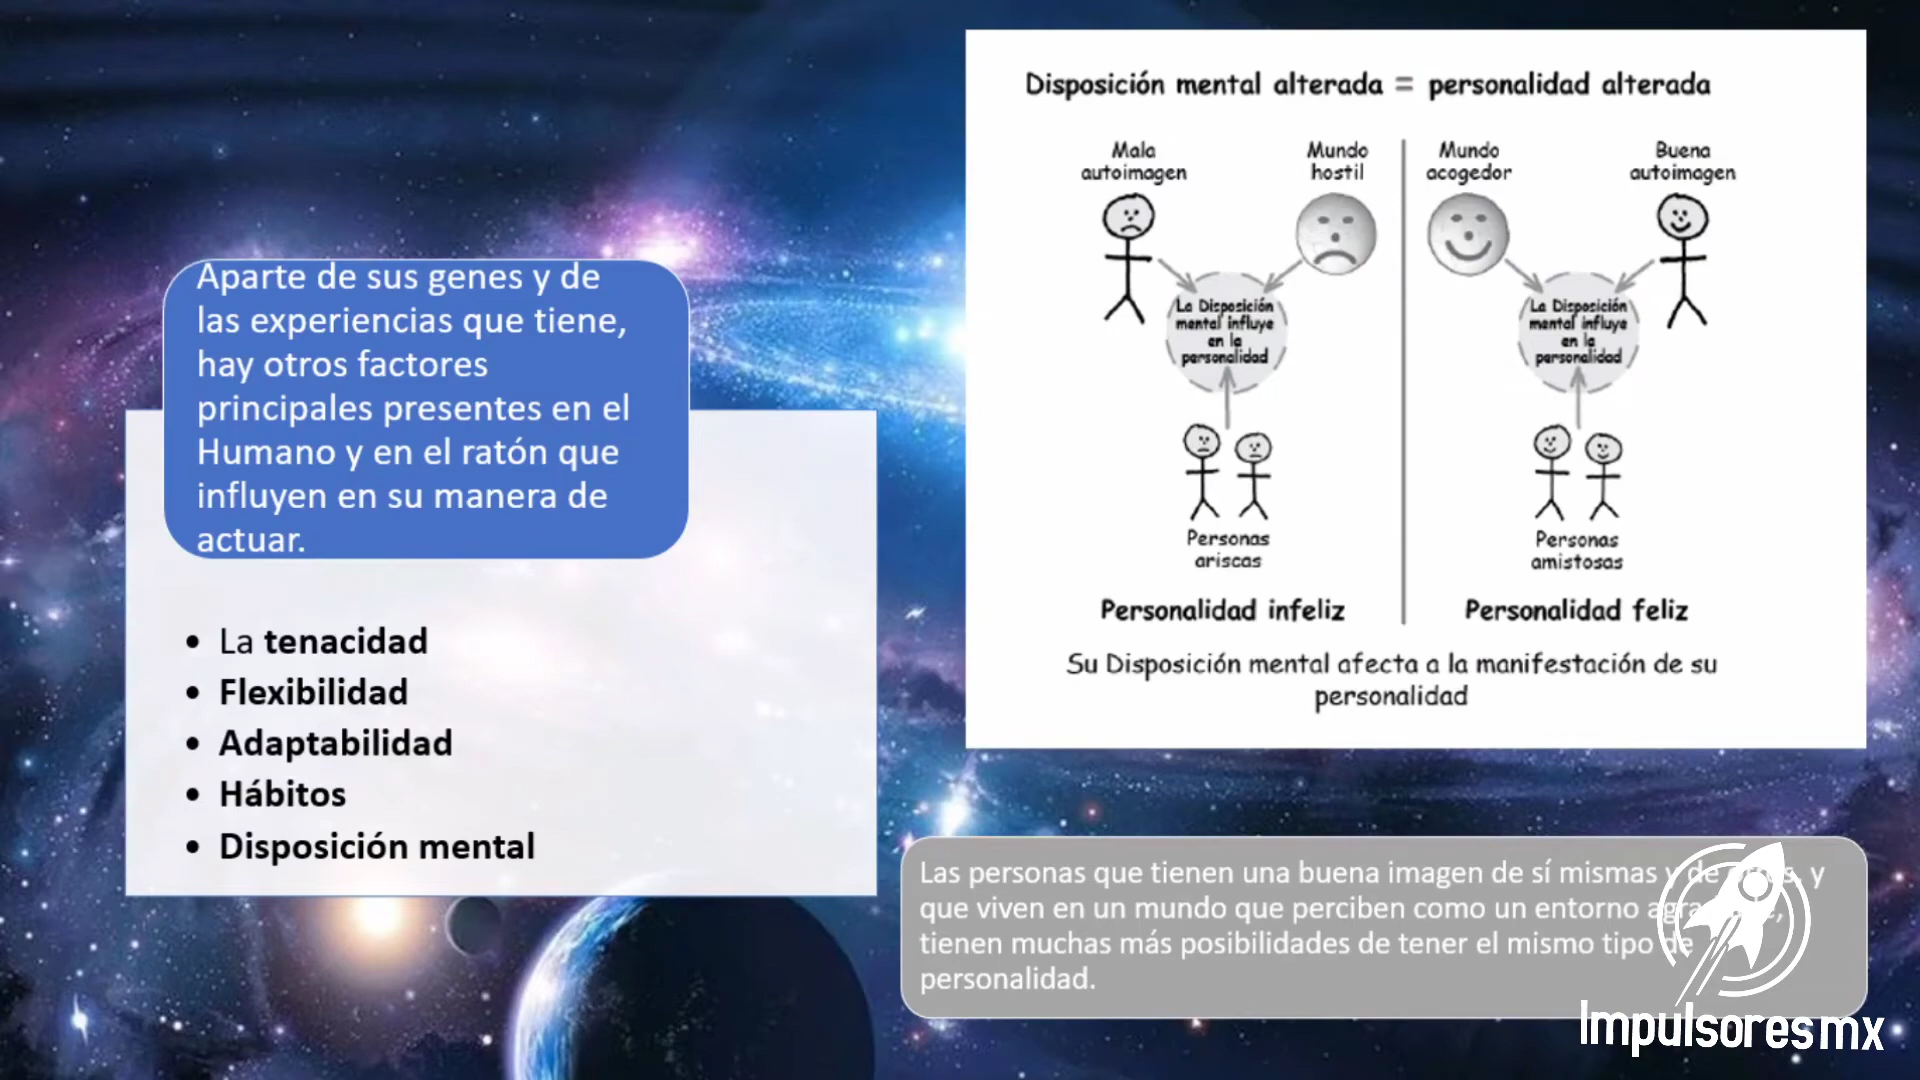 Aparte de sus genes y de
las experiencias que tiene,
hay otros factores
principales presentes en el
Humano y en el ratón que
influyen en su manera de
actuar.
• La tenacidad
• Flexibilidad
• Adaptabilidad
• Hábitos
• Disposición mental
Disposición mental alterada = personalidad alterada
Mala
autoimagen
Mundo
hostil
La Disposición
mental influye
en la
personalidad
Personas
ariscas
Personalidad infeliz
Mundo
acogedor
Buena
autoimagen
La Disposición
mental influye
en la
personalidad
Personas
amistosas
Personalidad feliz
Su Disposición mental afecta a la manifestación de su
personalidad
Las personas que tienen una buena imagen de sí mismas y de y
que viven en un mundo que perciben como un entorno
tienen muchas más posibilidades de tener el mismo tipo de
personalidad.
Impulsoresmx